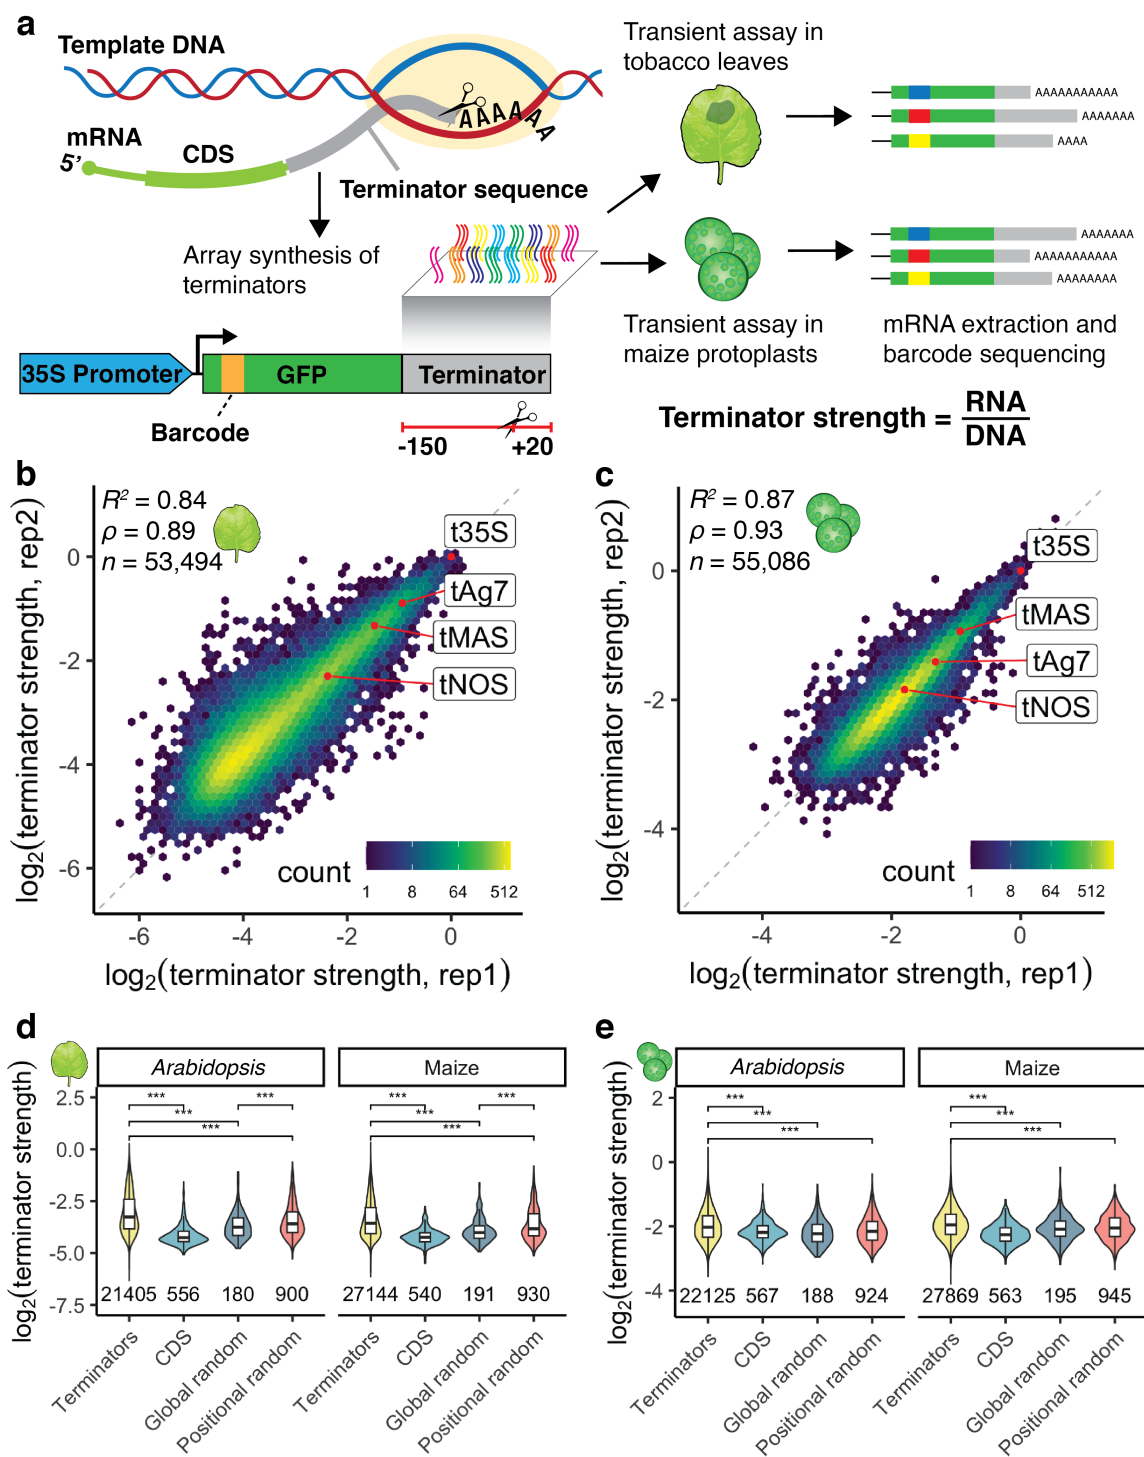 a
Template DNA
mRNA
5’
CDS
AAAAAA
Terminator sequence
Array synthesis of
terminators
35S Promoter
GFP
Terminator
Barcode
-150
+20
Transient assay in
tobacco leaves
AAAAAAAAAAA
AAAAAAA
AAAA
Transient assay in
maize protoplasts
AAAAAAA
AAAAAAAAAAA
AAAAAAAA
mRNA extraction and
barcode sequencing
Terminator strength = RNA
DNA
b
R² = 0.84
ρ = 0.89
n = 53,494
t35S
tAg7
tMAS
tNOS
log₂(terminator strength, rep2)
0
-2
-4
-6
count
1 8 64 512
-6 -4 -2 0
log₂(terminator strength, rep1)
c
R² = 0.87
ρ = 0.93
n = 55,086
t35S
tMAS
tAg7
tNOS
log₂(terminator strength, rep2)
0
-2
-4
count
1 8 64 512
-4 -2 0
log₂(terminator strength, rep1)
d
Arabidopsis
Maize
log₂(terminator strength)
2.5
0.0
-2.5
-5.0
-7.5
*** *** *** ***
*** *** *** ***
21405 556 180 900
27144 540 191 930
Terminators
CDS
Global random
Positional random
Terminators
CDS
Global random
Positional random
e
Arabidopsis
Maize
log₂(terminator strength)
2
0
-2
-4
*** *** ***
*** *** ***
22125 567 188 924
27869 563 195 945
Terminators
CDS
Global random
Positional random
Terminators
CDS
Global random
Positional random